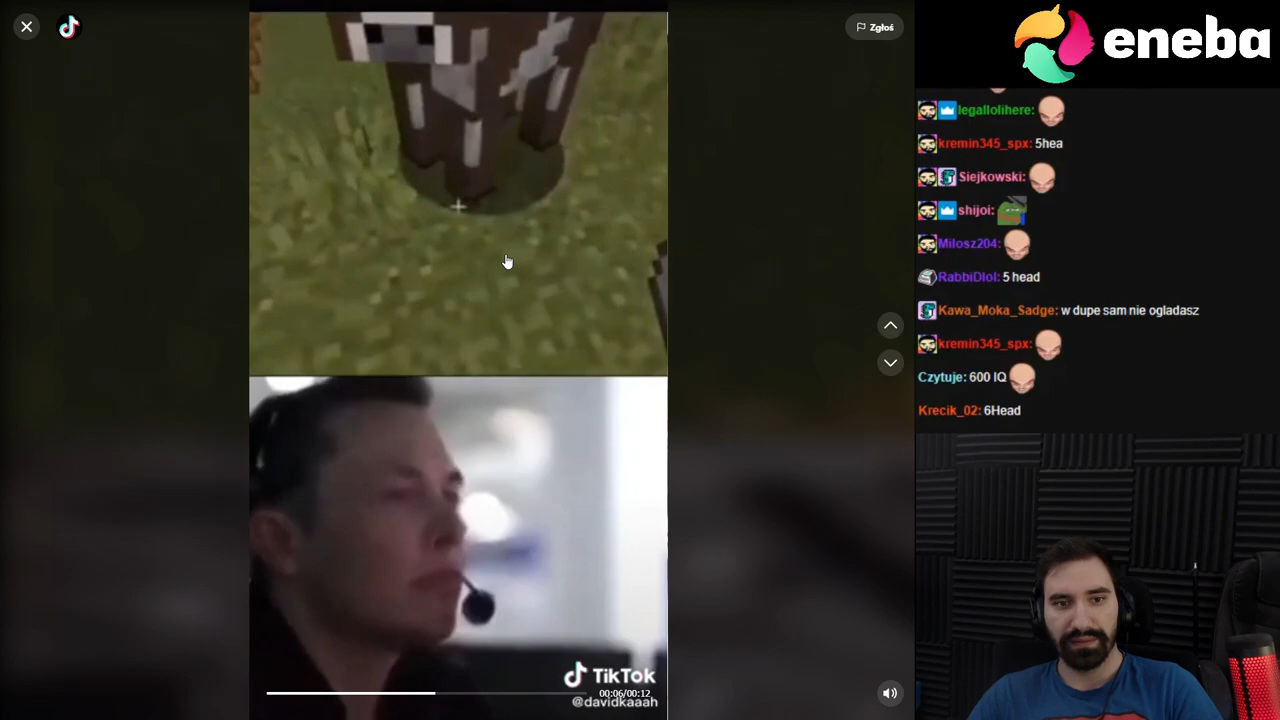 Zgłoś
eneba
legallolihere:
kremin345_spx: 5hea
Siejkowski:
shijoi:
Milosz204:
RabbiDlol: 5 head
Kawa_Moka_Sadge: w dupe sam nie ogladasz
kremin345_spx:
Czytuje: 600 IQ
Krecik_02: 6Head
TikTok
00:06/00:12
@davidkaaah